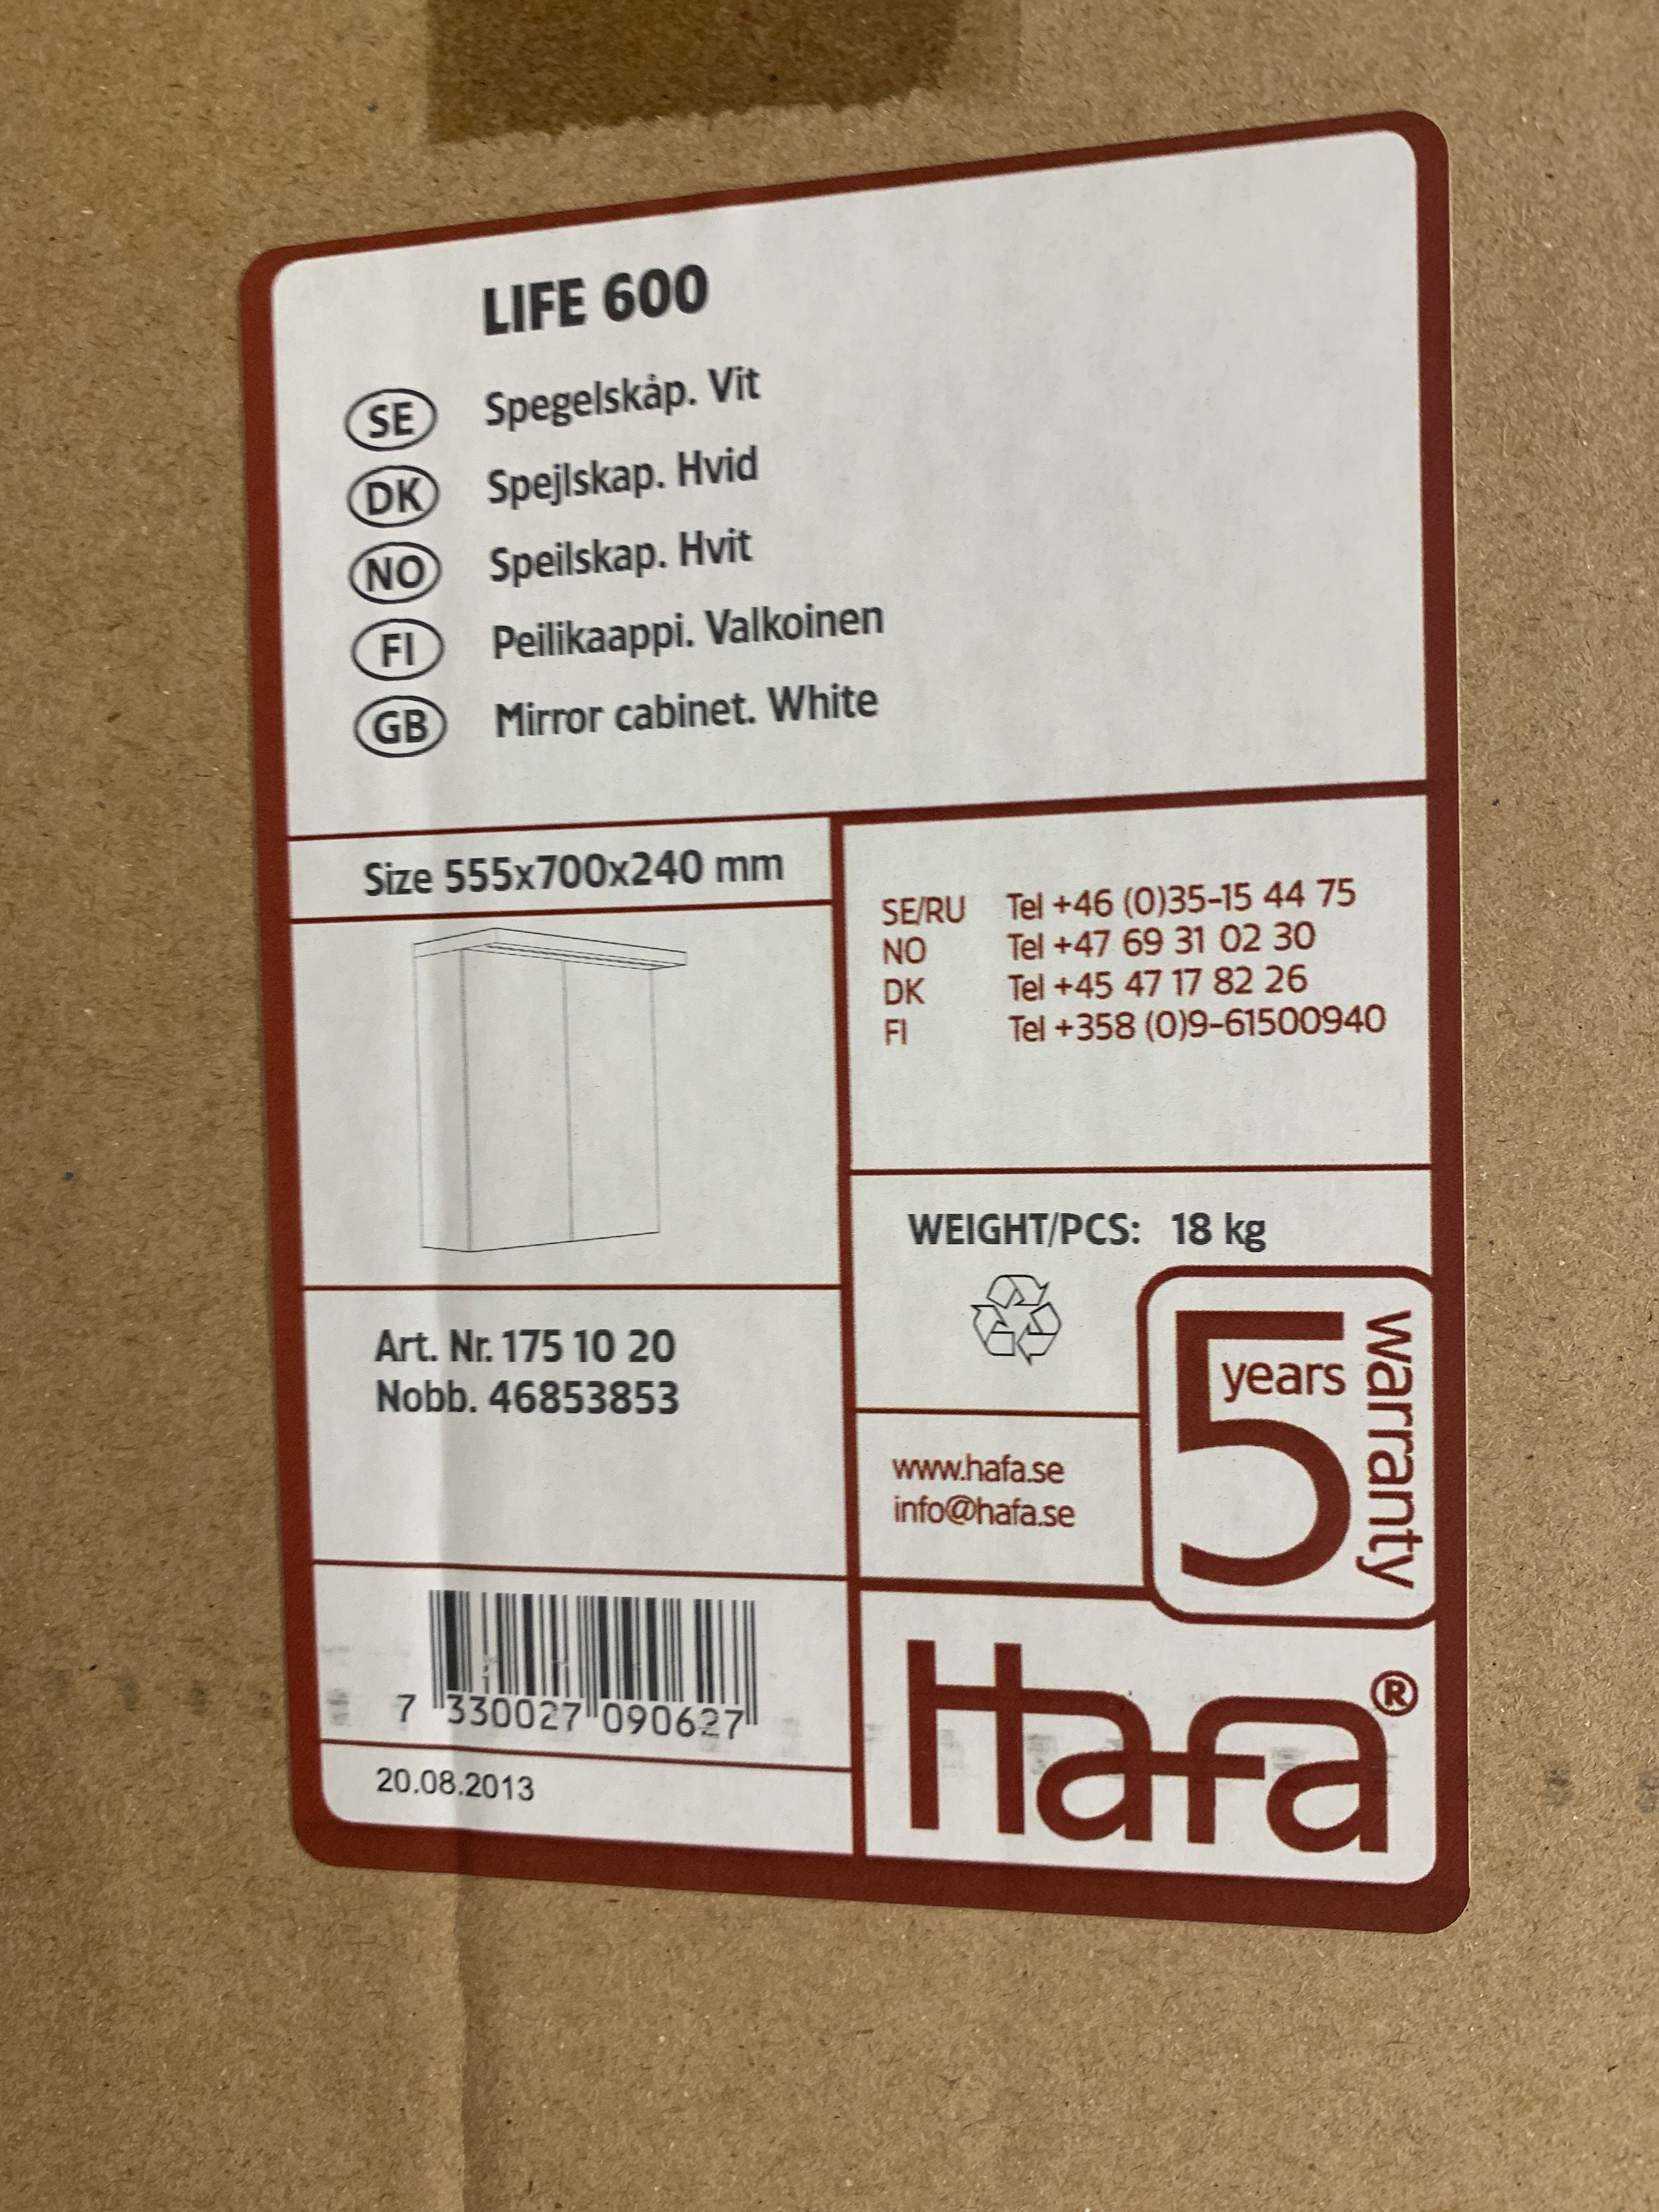 LIFE 600
SE Spegelskåp. Vit
DK Spejlskap. Hvid
NO Speilskap. Hvit
FI Peilikaappi. Valkoinen
GB Mirror cabinet. White
Size 555x700x240 mm
SE/RU Tel +46 (0)35-15 44 75
NO Tel +47 69 31 02 30
DK Tel +45 47 17 82 26
FI Tel +358 (0)9-61500940
WEIGHT/PCS: 18 kg
Art. Nr. 175 10 20
Nobb. 46853853
www.hafa.se
info@hafa.se
5 years warranty
7 330027 090627
20.08.2013
Hafa®